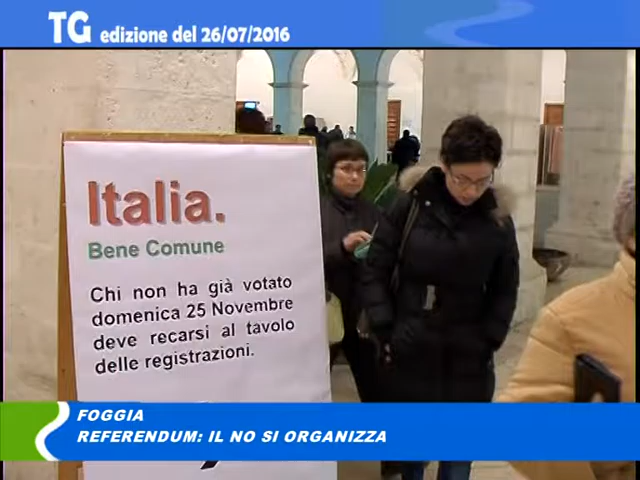 TG edizione del 26/07/2016
Italia.
Bene Comune
Chi non ha già votato
domenica 25 Novembre
deve recarsi al tavolo
delle registrazioni.
FOGGIA
REFERENDUM: IL NO SI ORGANIZZA